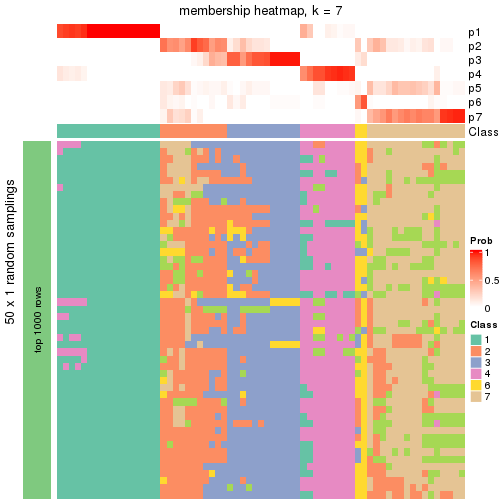 membership heatmap, k = 7
p1
p2
p3
p4
p5
p6
p7
Class
50 x 1 random samplings
top 1000 rows
Prob
1
0.5
0
Class
1
2
3
4
6
7